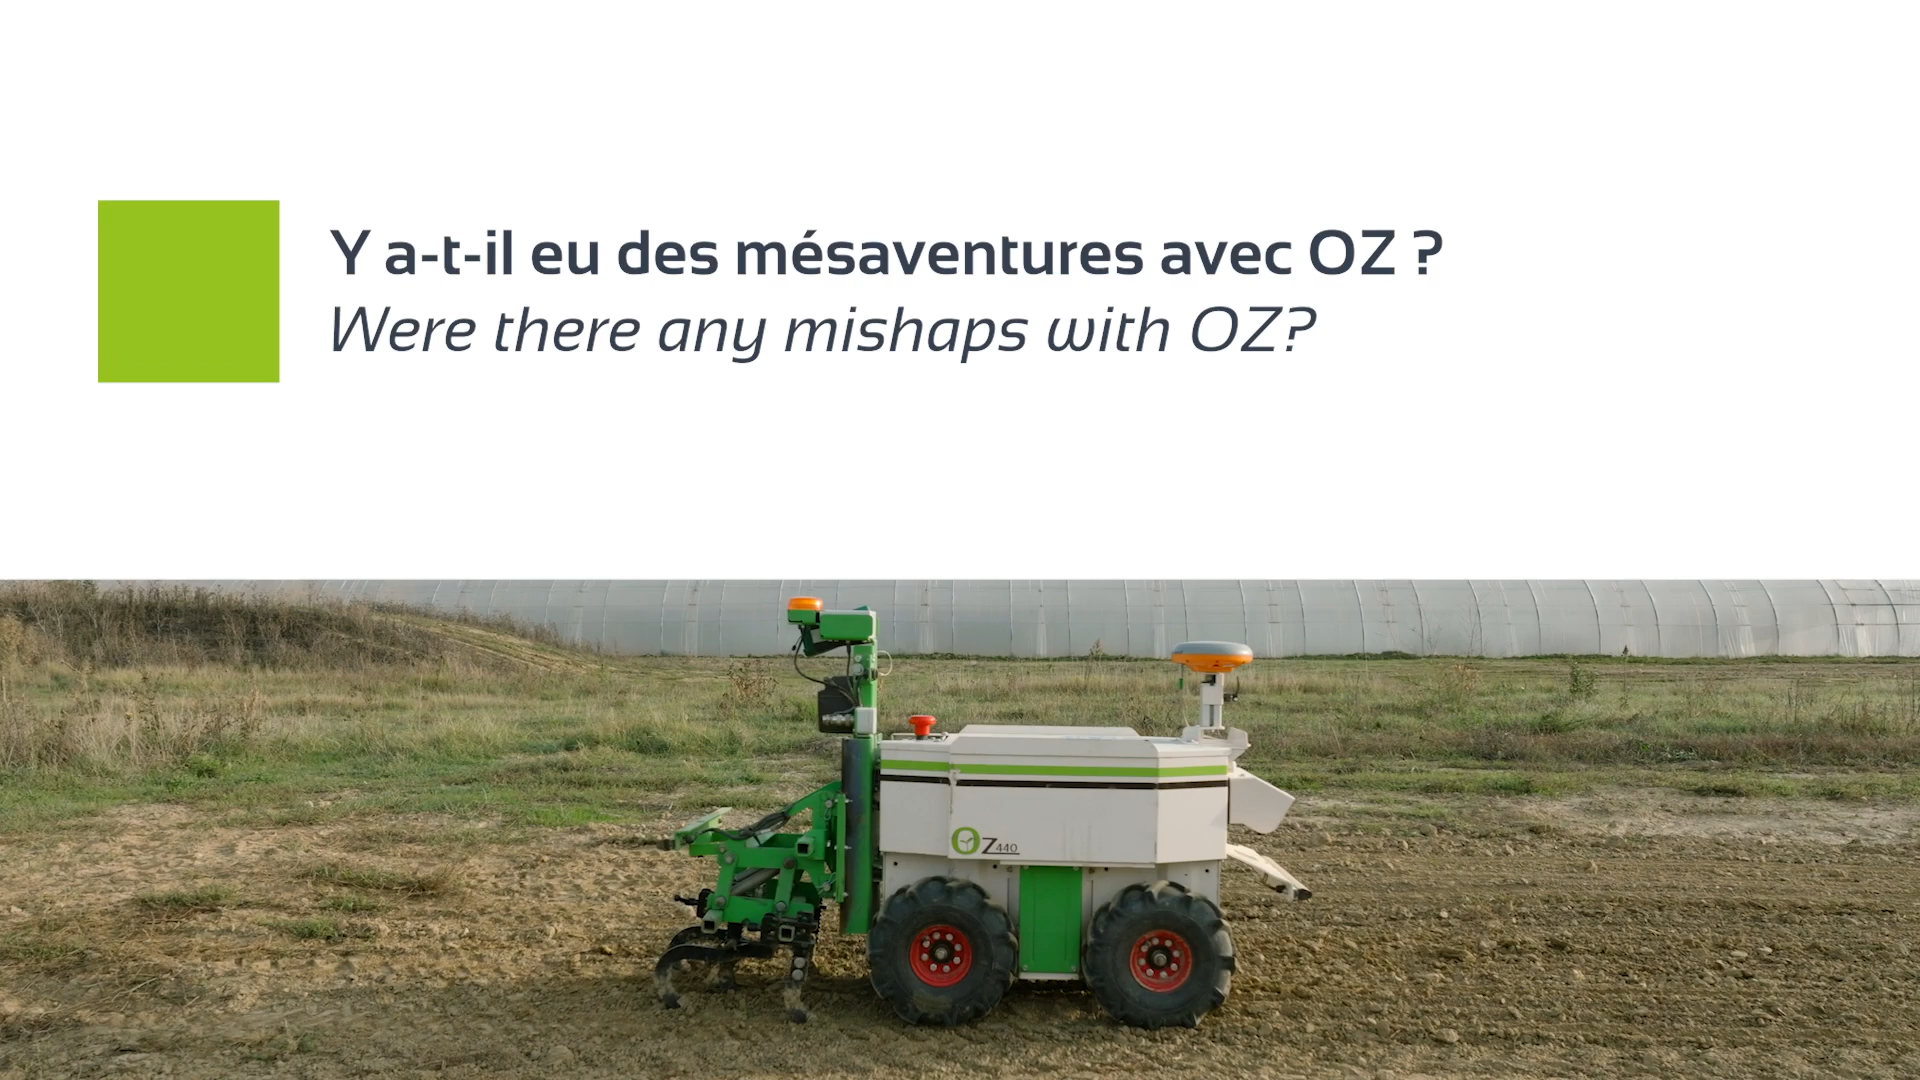 Y a-t-il eu des mésaventures avec OZ ?
Were there any mishaps with OZ?
OZ440